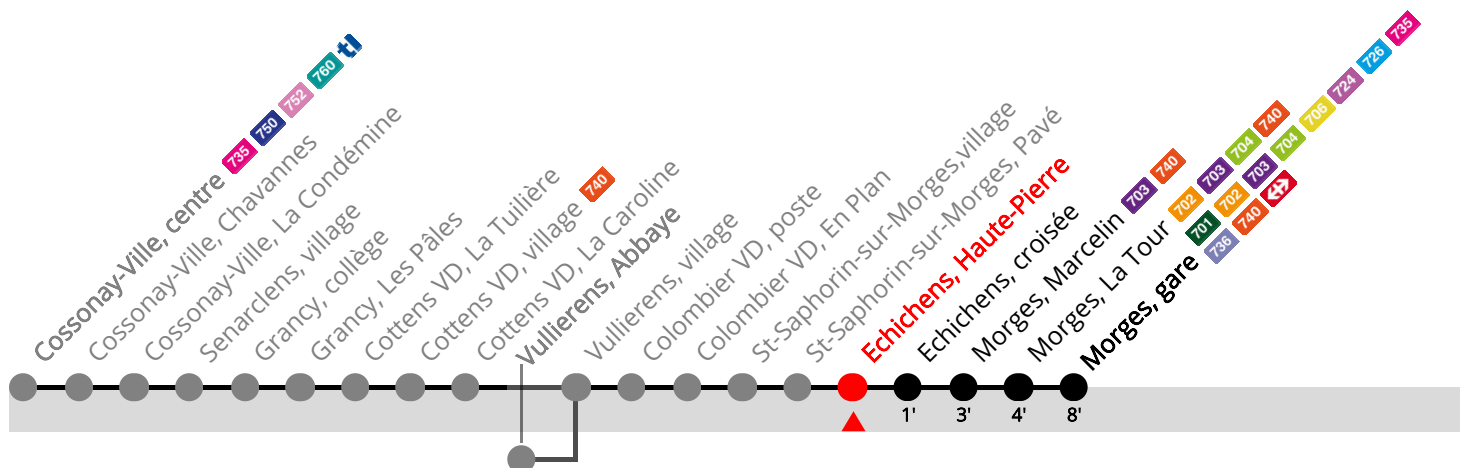 Cossonay-Ville, centre 735 750 752 760 tl
Cossonay-Ville, Chavannes
Cossonay-Ville, La Condémine
Senarclens, village
Grancy, collège
Grancy, Les Pâles
Cottens VD, La Tuilière
Cottens VD, village 740
Cottens VD, La Caroline
Vullierens, Abbaye
Vullierens, village
Colombier VD, poste
Colombier VD, En Plan
St-Saphorin-sur-Morges,village
St-Saphorin-sur-Morges, Pavé
Echichens, Haute-Pierre
Echichens, croisée
Morges, Marcelin 703 740
Morges, La Tour 702 703 704 740
Morges, gare 701 702 703 704 706 724 726 735
736 740
1' 3' 4' 8'